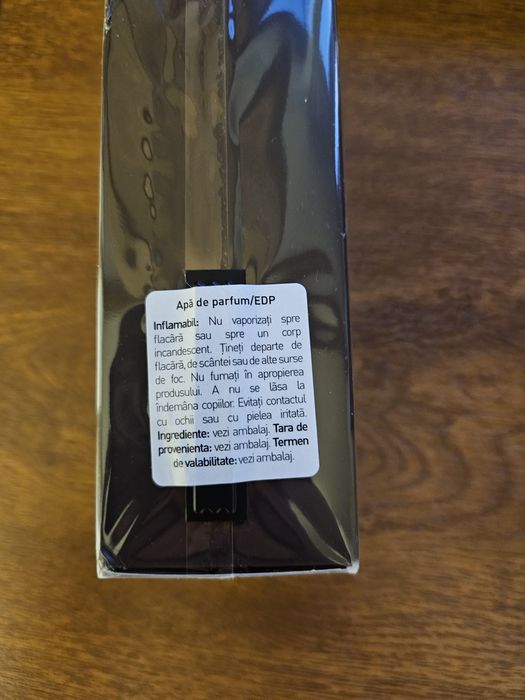 Apă de parfum/EDP
Inflamabil: Nu vaporizați spre
flacără sau spre un corp
incandescent. Țineți departe de
flacără, de scântei sau de alte surse
de foc. Nu fumați în apropierea
produsului. A nu se lăsa la
îndemâna copiilor. Evitați contactul
cu ochii sau cu pielea iritată.
Ingrediente: vezi ambalaj. Tara de
provenienta: vezi ambalaj. Termen
de valabilitate: vezi ambalaj.